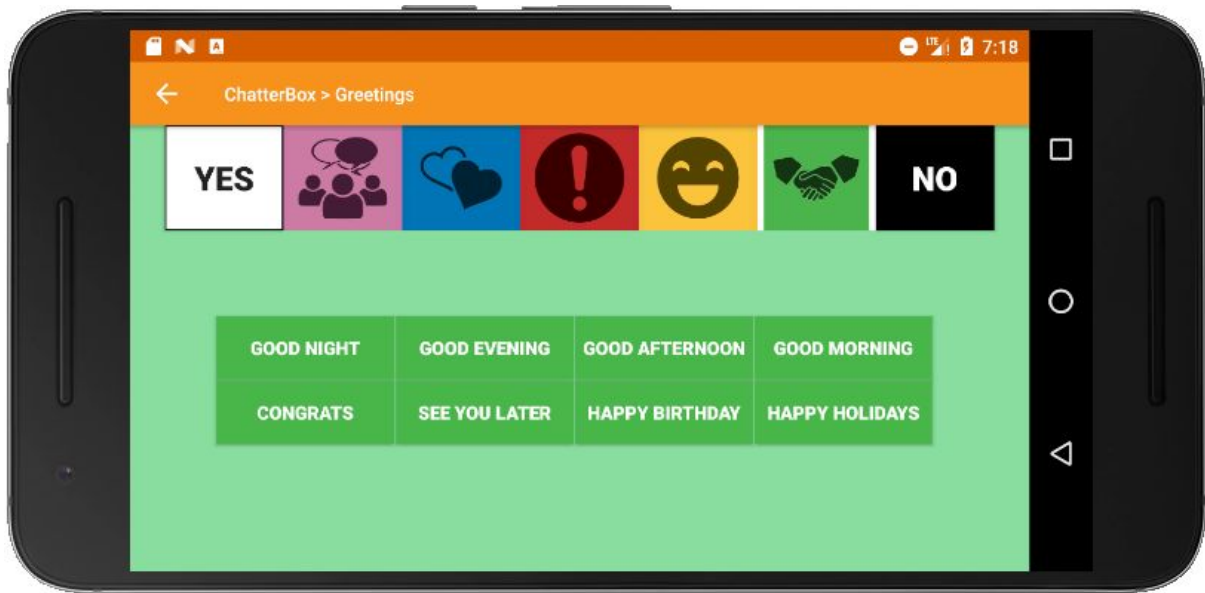 LTE 7:18
ChatterBox > Greetings
YES NO
GOOD NIGHT GOOD EVENING GOOD AFTERNOON GOOD MORNING
CONGRATS SEE YOU LATER HAPPY BIRTHDAY HAPPY HOLIDAYS